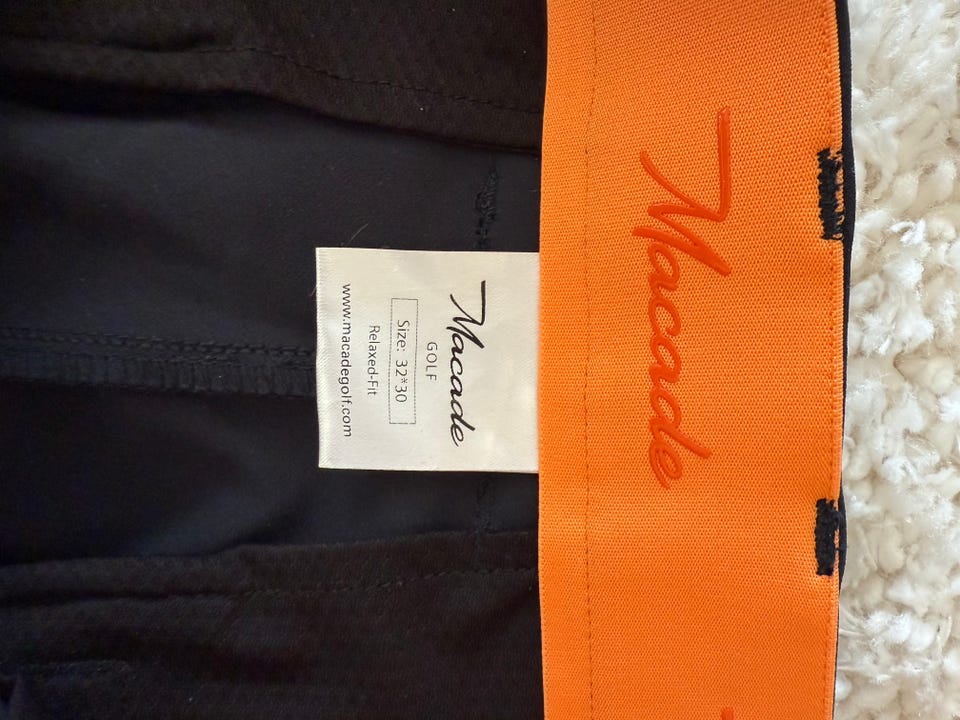 Macade
GOLF
Size: 32*30
Relaxed-Fit
www.macadegolf.com
Macade